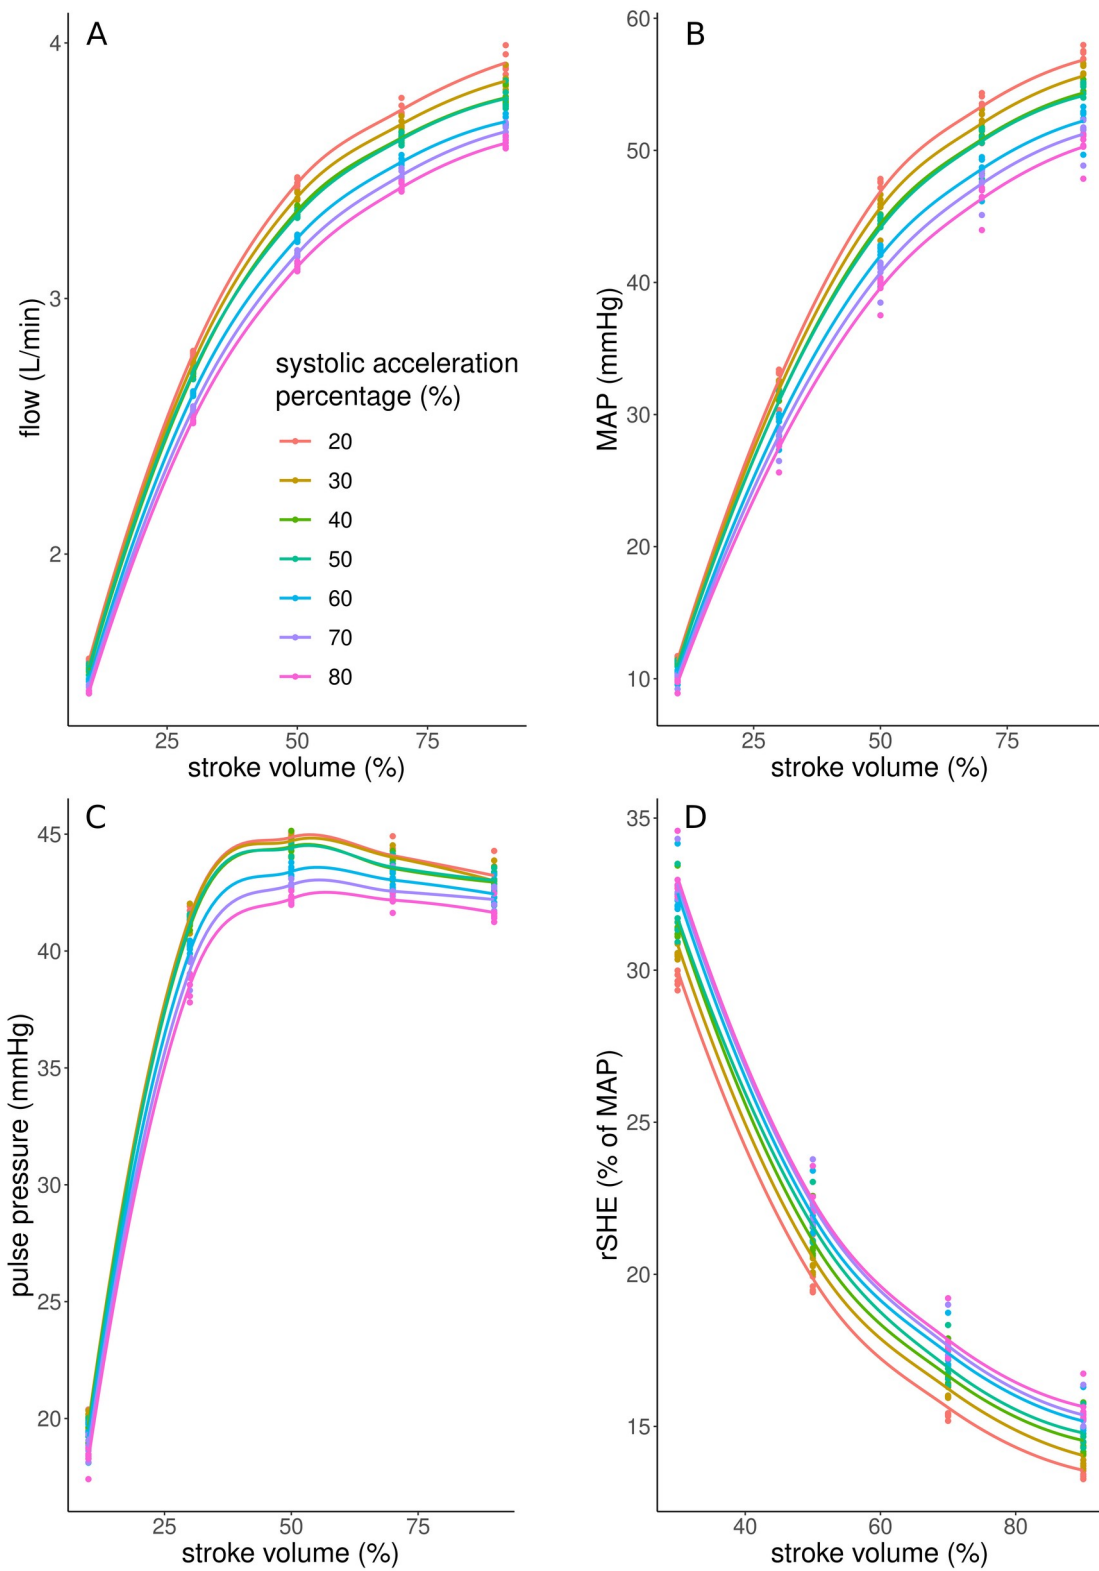 A
4
3
2
flow (L/min)
25
50
75
stroke volume (%)
systolic acceleration
percentage (%)
20
30
40
50
60
70
80
B
60
50
40
30
20
10
MAP (mmHg)
25
50
75
stroke volume (%)
C
45
40
35
30
25
20
pulse pressure (mmHg)
25
50
75
stroke volume (%)
D
35
30
25
20
15
rSHE (% of MAP)
40
60
80
stroke volume (%)